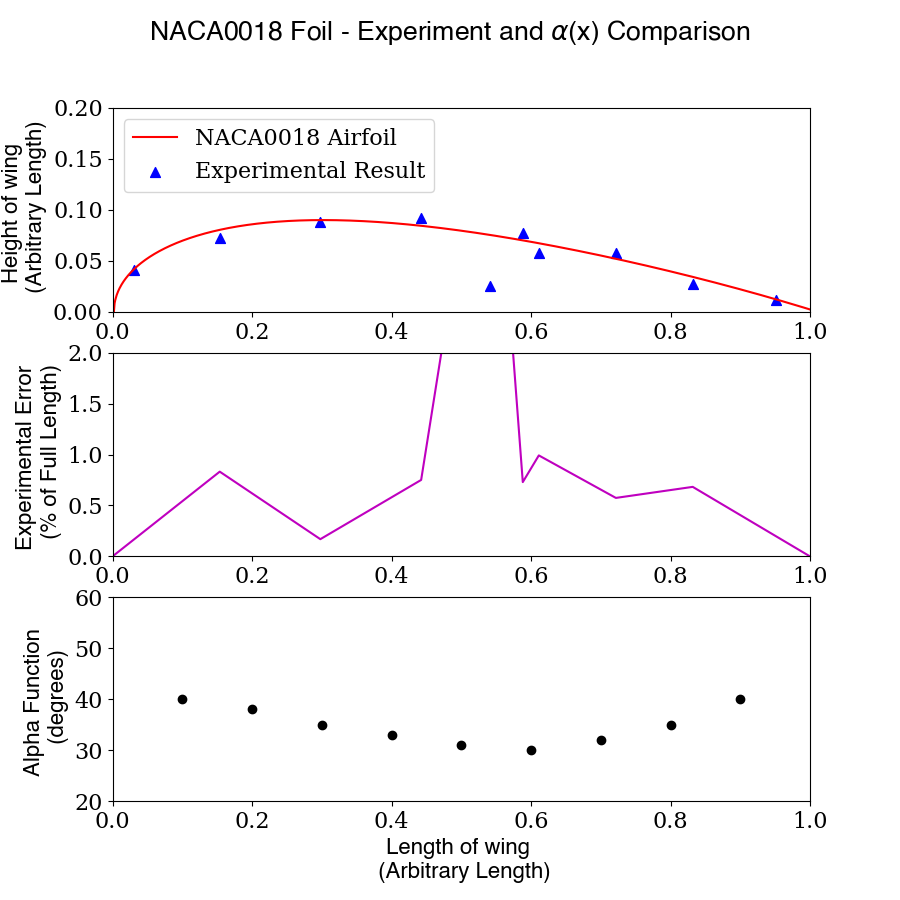 NACA0018 Foil - Experiment and α(x) Comparison
Height of wing
(Arbitrary Length)
0.20
0.15
0.10
0.05
0.00
NACA0018 Airfoil
Experimental Result
0.0 0.2 0.4 0.6 0.8 1.0
Experimental Error
(% of Full Length)
2.0
1.5
1.0
0.5
0.0
0.0 0.2 0.4 0.6 0.8 1.0
Alpha Function
(degrees)
60
50
40
30
20
0.0 0.2 0.4 0.6 0.8 1.0
Length of wing
(Arbitrary Length)